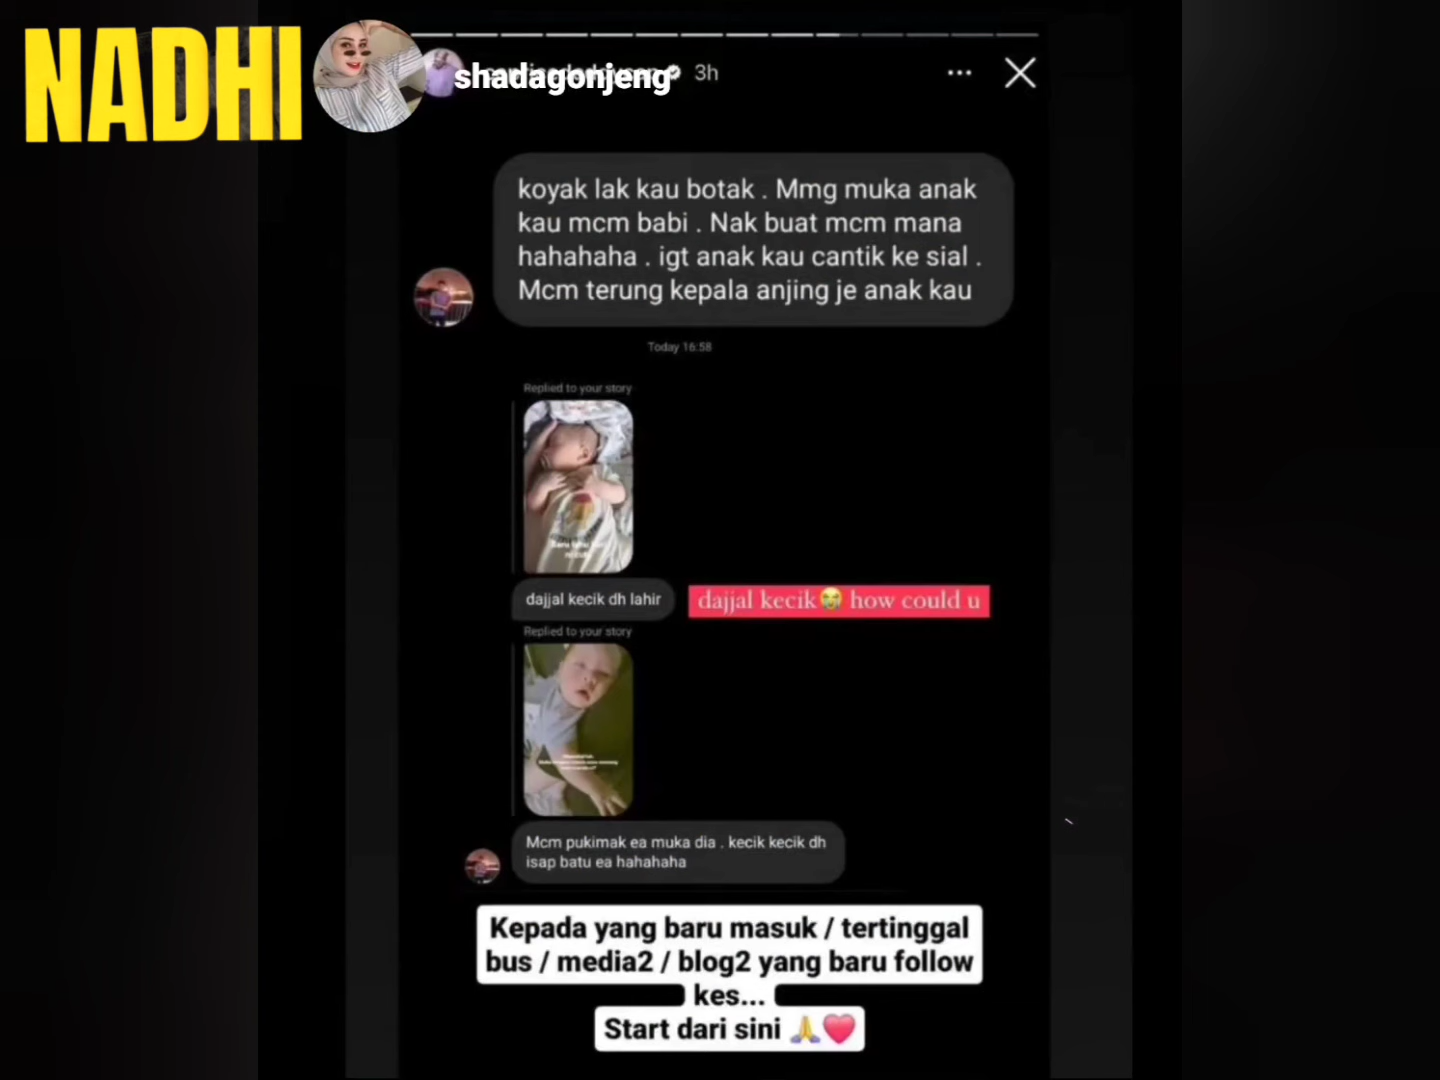 NADHI
shadagonjeng
3h
koyak lak kau botak . Mmg muka anak
kau mcm babi . Nak buat mcm mana
hahahaha . igt anak kau cantik ke sial .
Mcm terung kepala anjing je anak kau
Today 16:58
Replied to your story
dajjal kecik dh lahir
dajjal kecik😭 how could u
Replied to your story
Mcm pukimak ea muka dia . kecik kecik dh
isap batu ea hahahaha
Kepada yang baru masuk / tertinggal
bus / media2 / blog2 yang baru follow
kes...
Start dari sini 🙏❤️